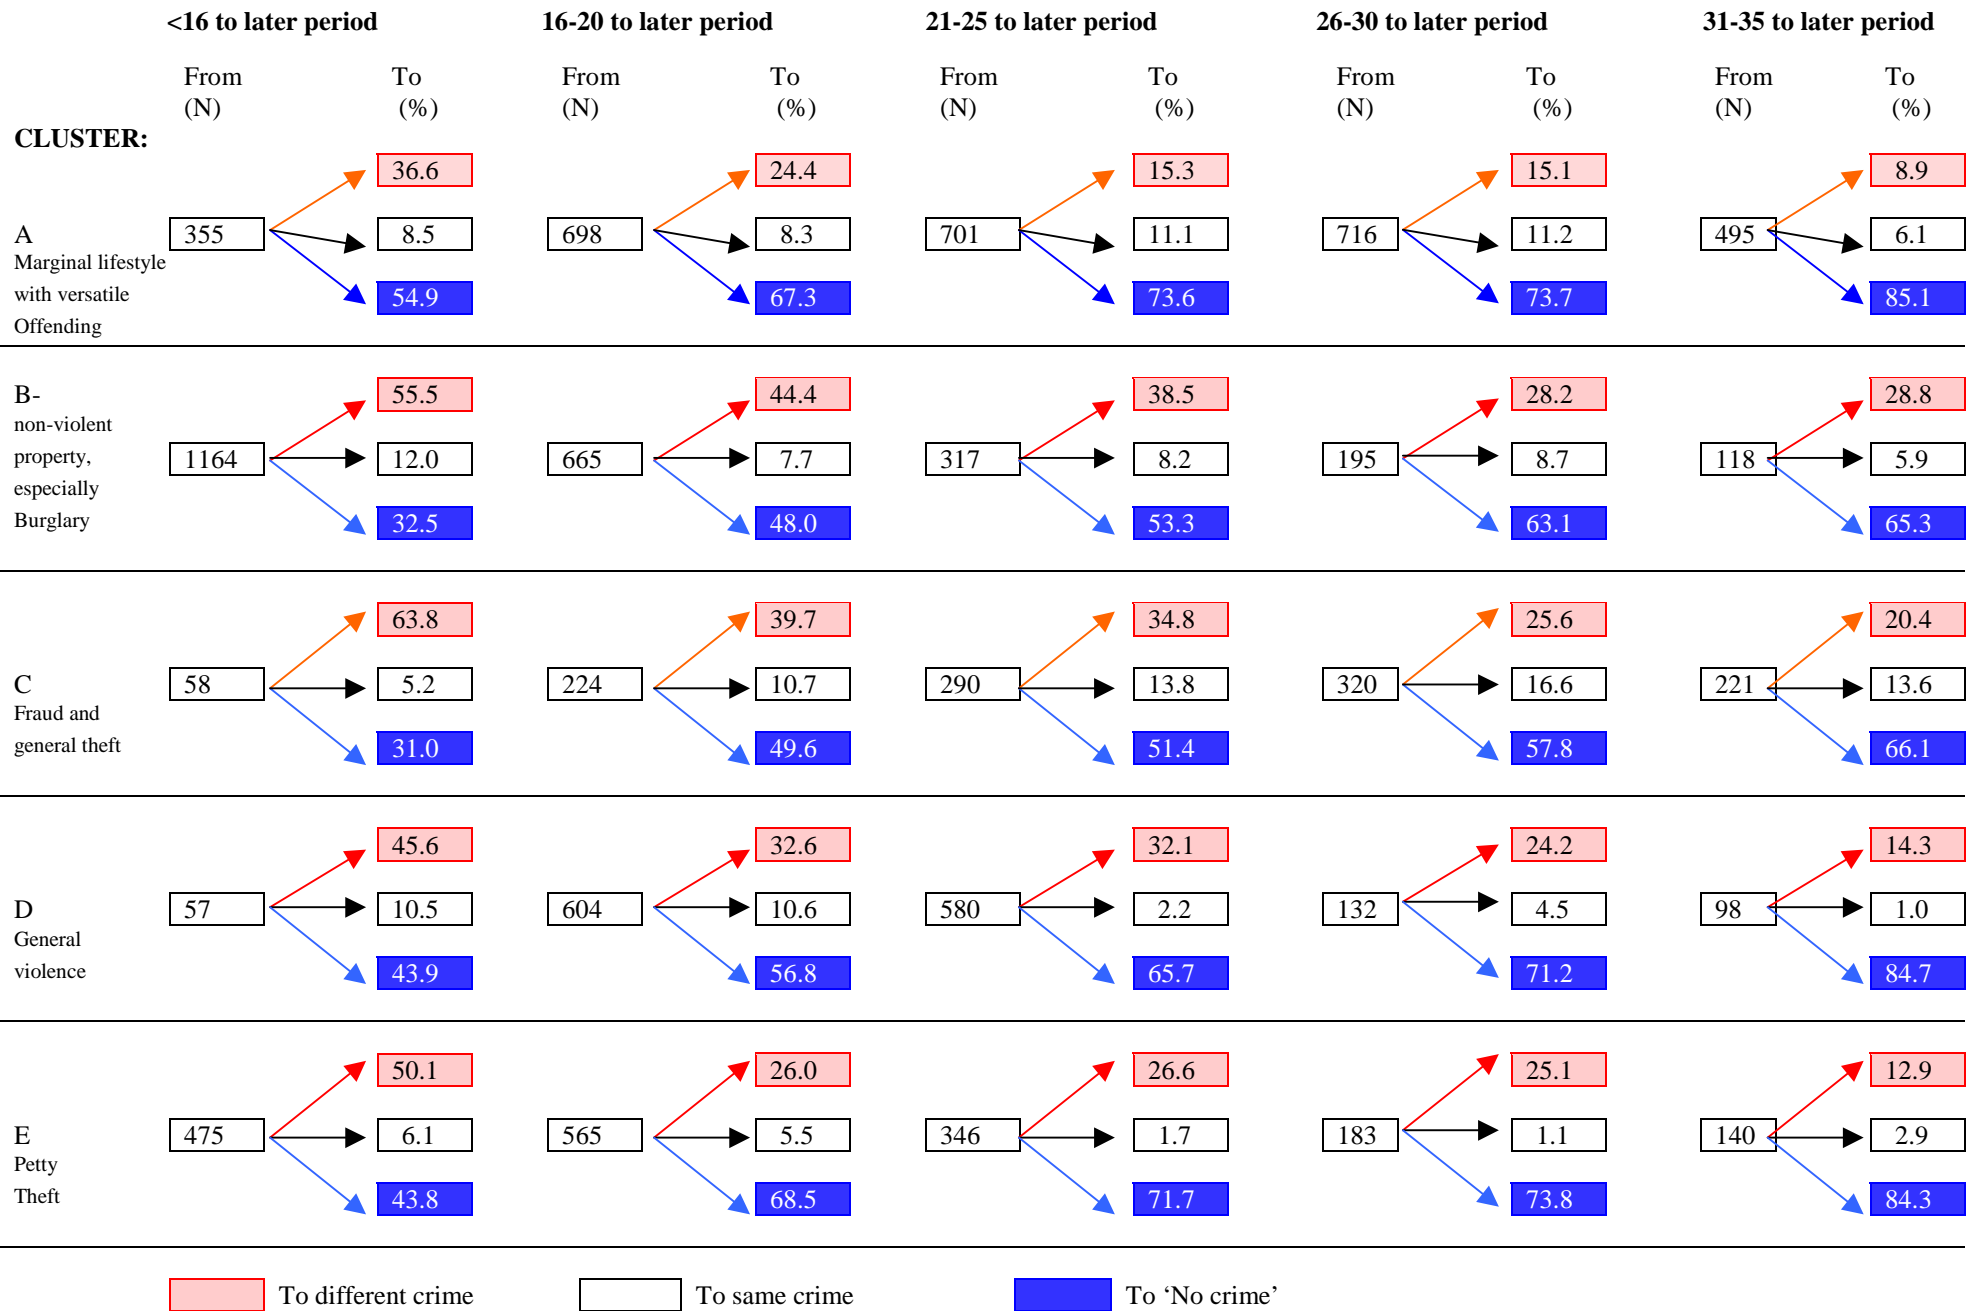 <16 to later period 16-20 to later period 21-25 to later period 26-30 to later period 31-35 to later period
From To From To From To From To From To
(N) (%) (N) (%) (N) (%) (N) (%) (N) (%)
CLUSTER:
36.6 24.4 15.3 15.1 8.9
A 355 8.5 698 8.3 701 11.1 716 11.2 495 6.1
Marginal lifestyle
with versatile 54.9 67.3 73.6 73.7 85.1
Offending
B- 55.5 44.4 38.5 28.2 28.8
non-violent
property, 1164 12.0 665 7.7 317 8.2 195 8.7 118 5.9
especially
Burglary 32.5 48.0 53.3 63.1 65.3
63.8 39.7 34.8 25.6 20.4
C 58 5.2 224 10.7 290 13.8 320 16.6 221 13.6
Fraud and
general theft 31.0 49.6 51.4 57.8 66.1
45.6 32.6 32.1 24.2 14.3
D 57 10.5 604 10.6 580 2.2 132 4.5 98 1.0
General
violence 43.9 56.8 65.7 71.2 84.7
50.1 26.0 26.6 25.1 12.9
E 475 6.1 565 5.5 346 1.7 183 1.1 140 2.9
Petty
Theft 43.8 68.5 71.7 73.8 84.3
To different crime To same crime To ‘No crime’